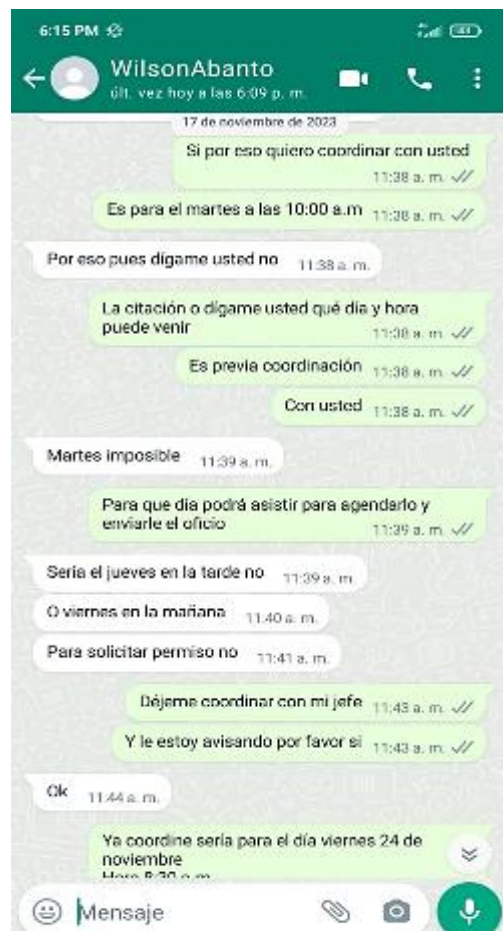 6:15 PM
WilsonAbanto
últ. vez hoy a las 6:09 p. m.
17 de noviembre de 2023
Si por eso quiero coordinar con usted
11:38 a. m.
Es para el martes a las 10:00 a.m 11:38 a. m.
Por eso pues dígame usted no 11:38 a. m.
La citación o dígame usted qué día y hora
puede venir
11:38 a. m.
Es previa coordinación 11:38 a. m.
Con usted 11:38 a. m.
Martes imposible 11:39 a. m.
Para que día podrá asistir para agendarlo y
enviarle el oficio
11:39 a. m.
Sería el jueves en la tarde no 11:39 a. m
O viernes en la mañana 11:40 a. m.
Para solicitar permiso no 11:41 a. m.
Déjeme coordinar con mi jefe 11:43 a. m.
Y le estoy avisando por favor si 11:43 a. m.
Ok 11:44 a. m.
Ya coordine sería para el día viernes 24 de
noviembre
Hora 8:30 a.m
Mensaje